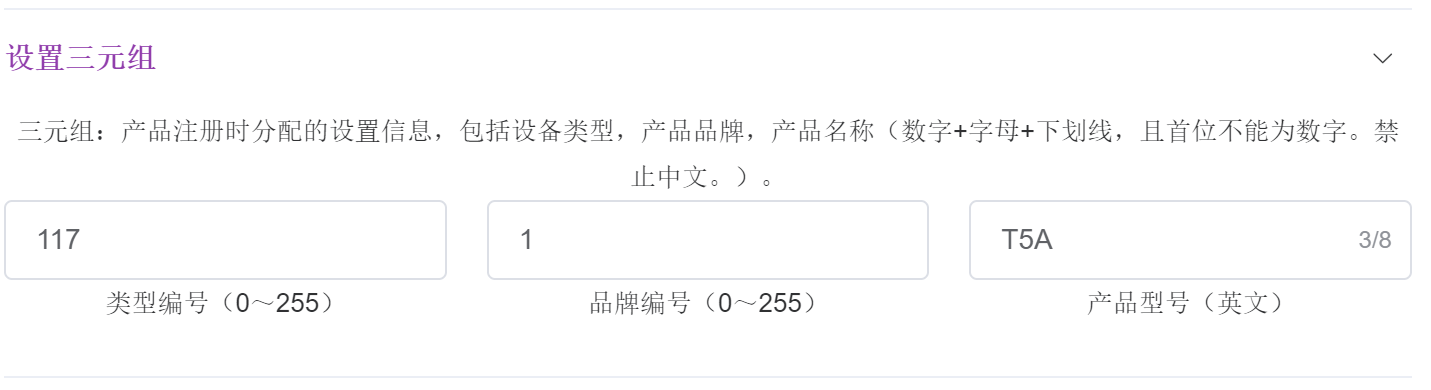 设置三元组
三元组：产品注册时分配的设置信息，包括设备类型，产品品牌，产品名称（数字+字母+下划线，且首位不能为数字。禁
止中文。）。
117
1
T5A
3/8
类型编号（0～255）
品牌编号（0～255）
产品型号（英文）